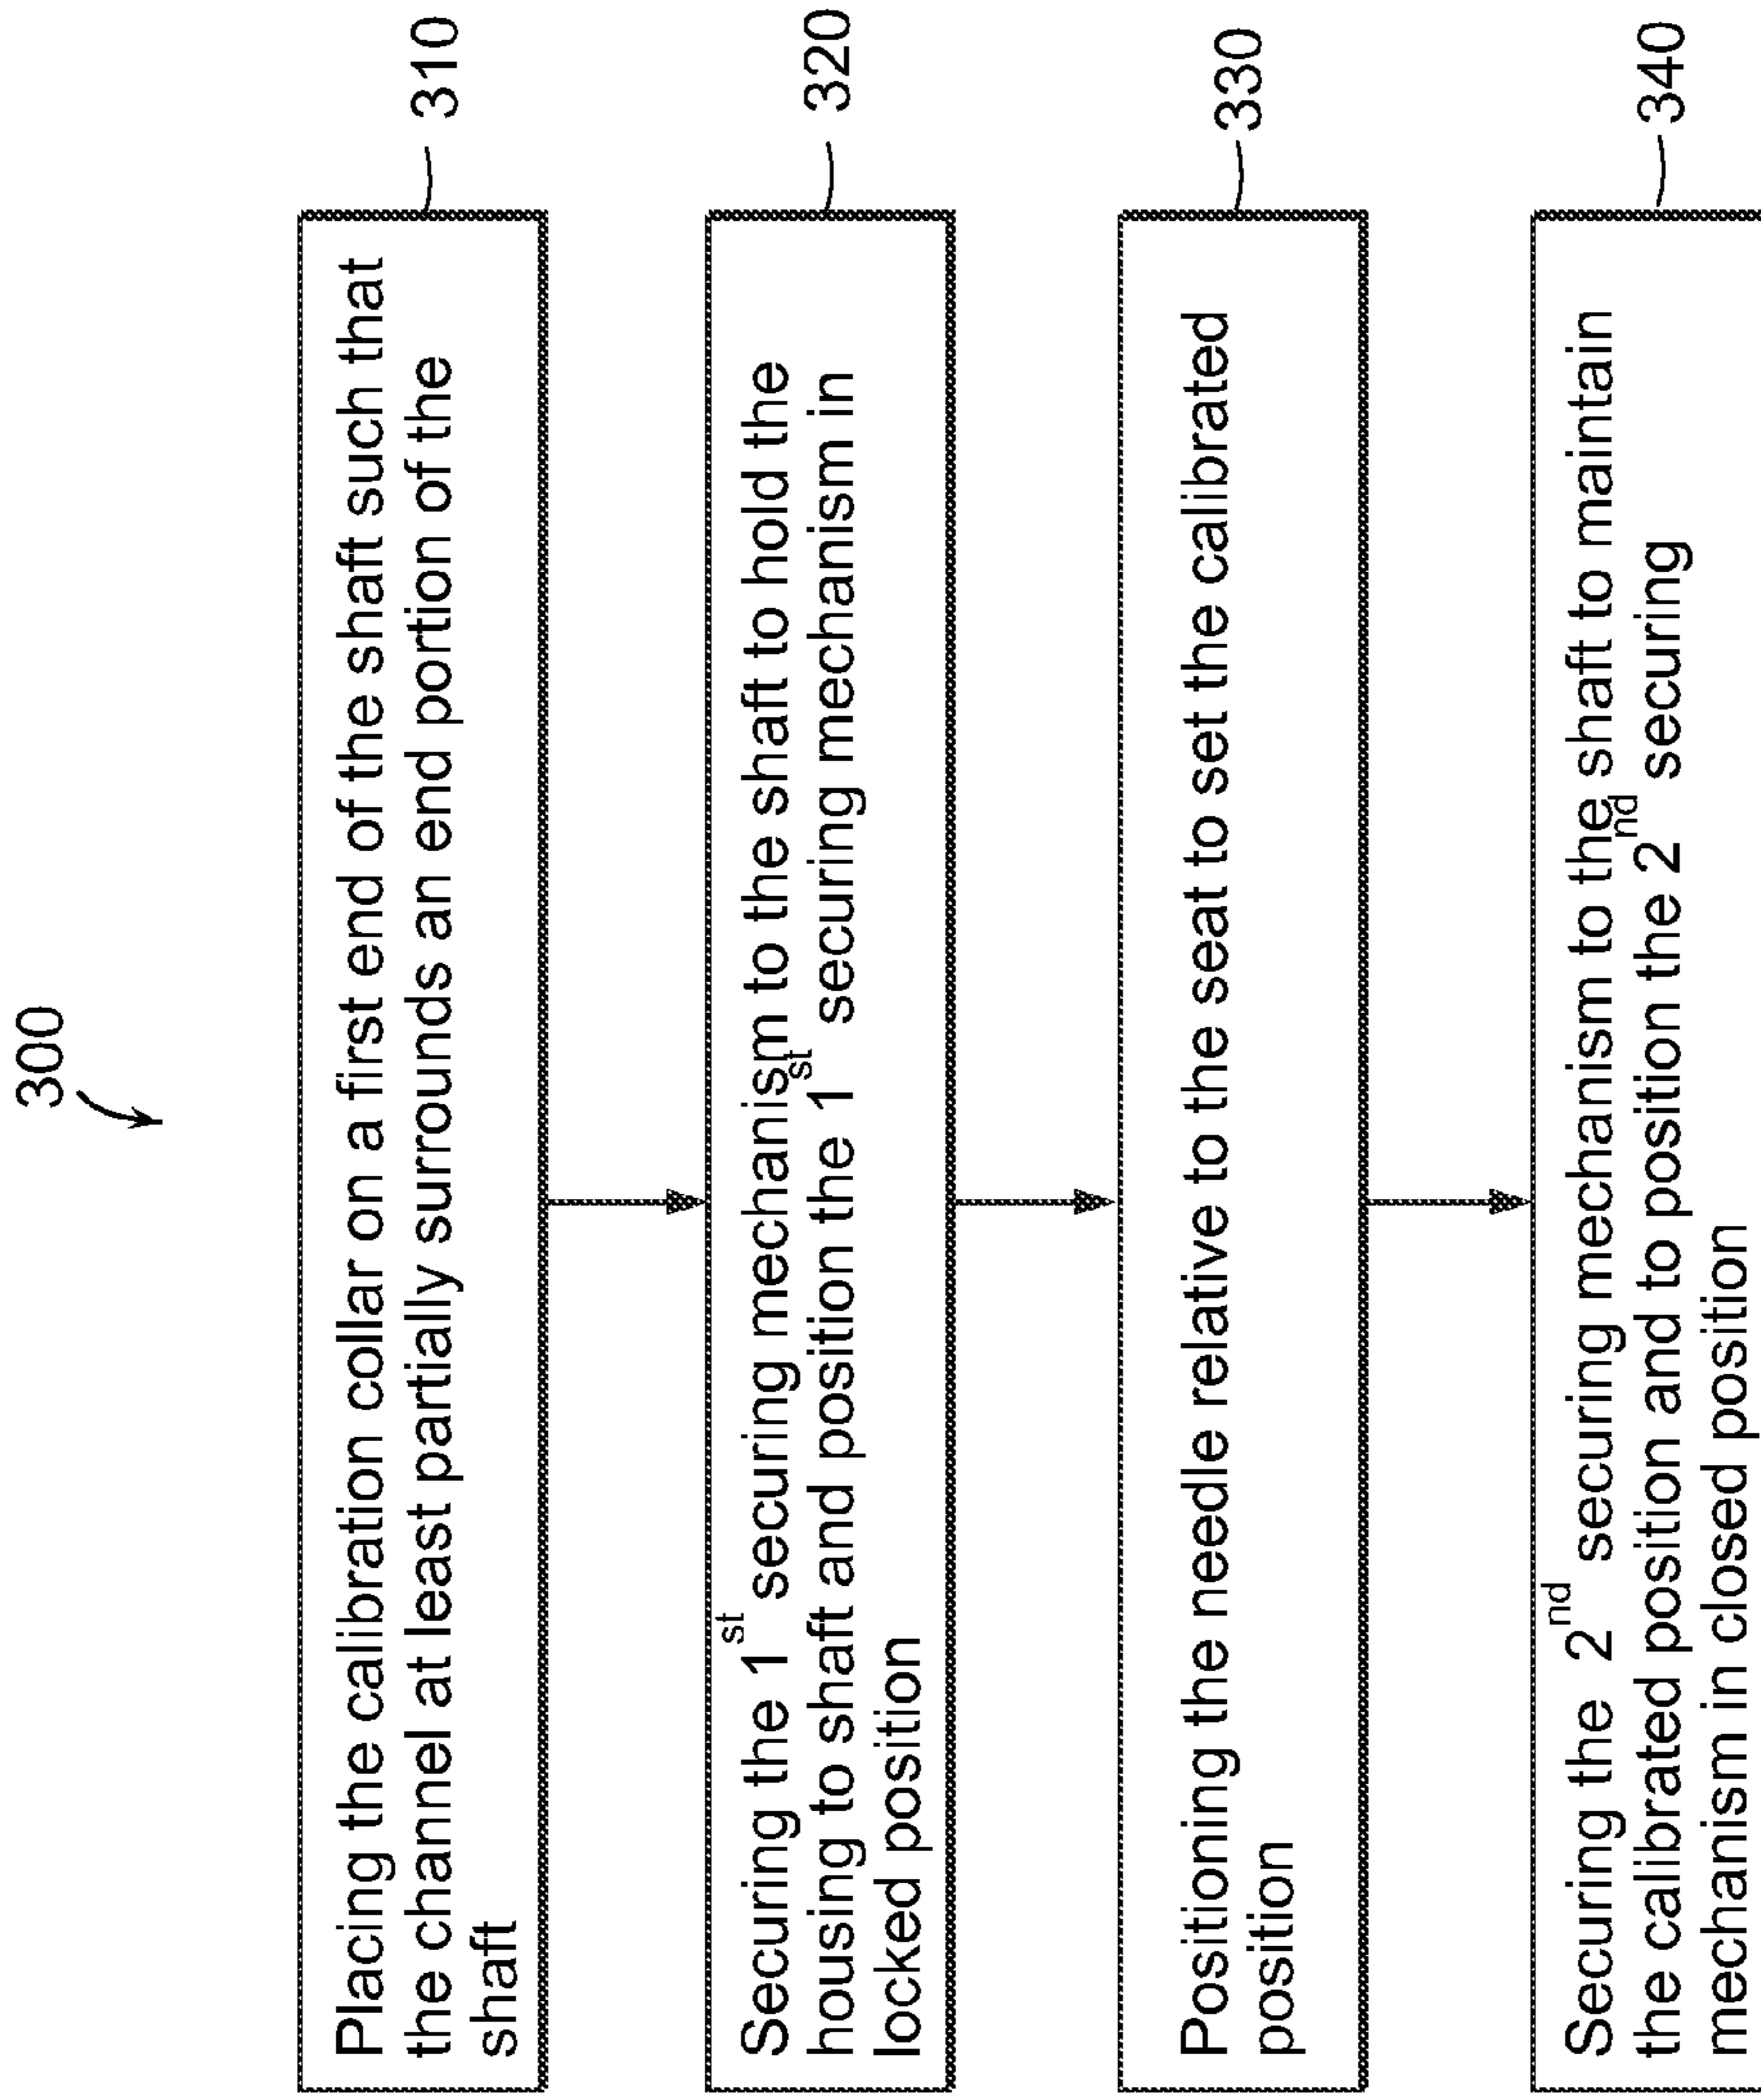 300
Placing the calibration collar on a first end of the shaft such that
the channel at least partially surrounds an end portion of the
shaft
310
Securing the 1st securing mechanism to the shaft to hold the
housing to shaft and position the 1st securing mechanism in
locked position
320
Positioning the needle relative to the seat to set the calibrated
position
330
Securing the 2nd securing mechanism to the shaft to maintain
the calibrated position and to position the 2nd securing
mechanism in closed position
340